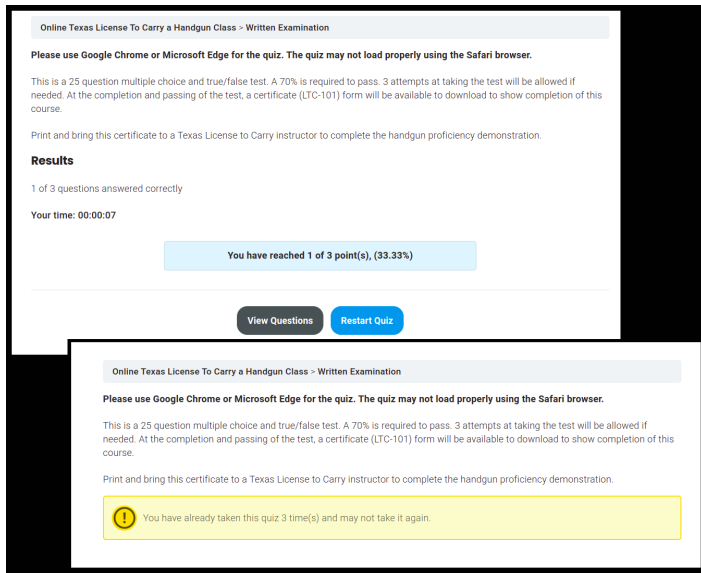 Online Texas License To Carry a Handgun Class > Written Examination
Please use Google Chrome or Microsoft Edge for the quiz. The quiz may not load properly using the Safari browser.
This is a 25 question multiple choice and true/false test. A 70% is required to pass. 3 attempts at taking the test will be allowed if
needed. At the completion and passing of the test, a certificate (LTC-101) form will be available to download to show completion of this
course.
Print and bring this certificate to a Texas License to Carry instructor to complete the handgun proficiency demonstration.
Results
1 of 3 questions answered correctly
Your time: 00:00:07
You have reached 1 of 3 point(s), (33.33%)
View Questions
Restart Quiz
Online Texas License To Carry a Handgun Class > Written Examination
Please use Google Chrome or Microsoft Edge for the quiz. The quiz may not load properly using the Safari browser.
This is a 25 question multiple choice and true/false test. A 70% is required to pass. 3 attempts at taking the test will be allowed if
needed. At the completion and passing of the test, a certificate (LTC-101) form will be available to download to show completion of this
course.
Print and bring this certificate to a Texas License to Carry instructor to complete the handgun proficiency demonstration.
You have already taken this quiz 3 time(s) and may not take it again.